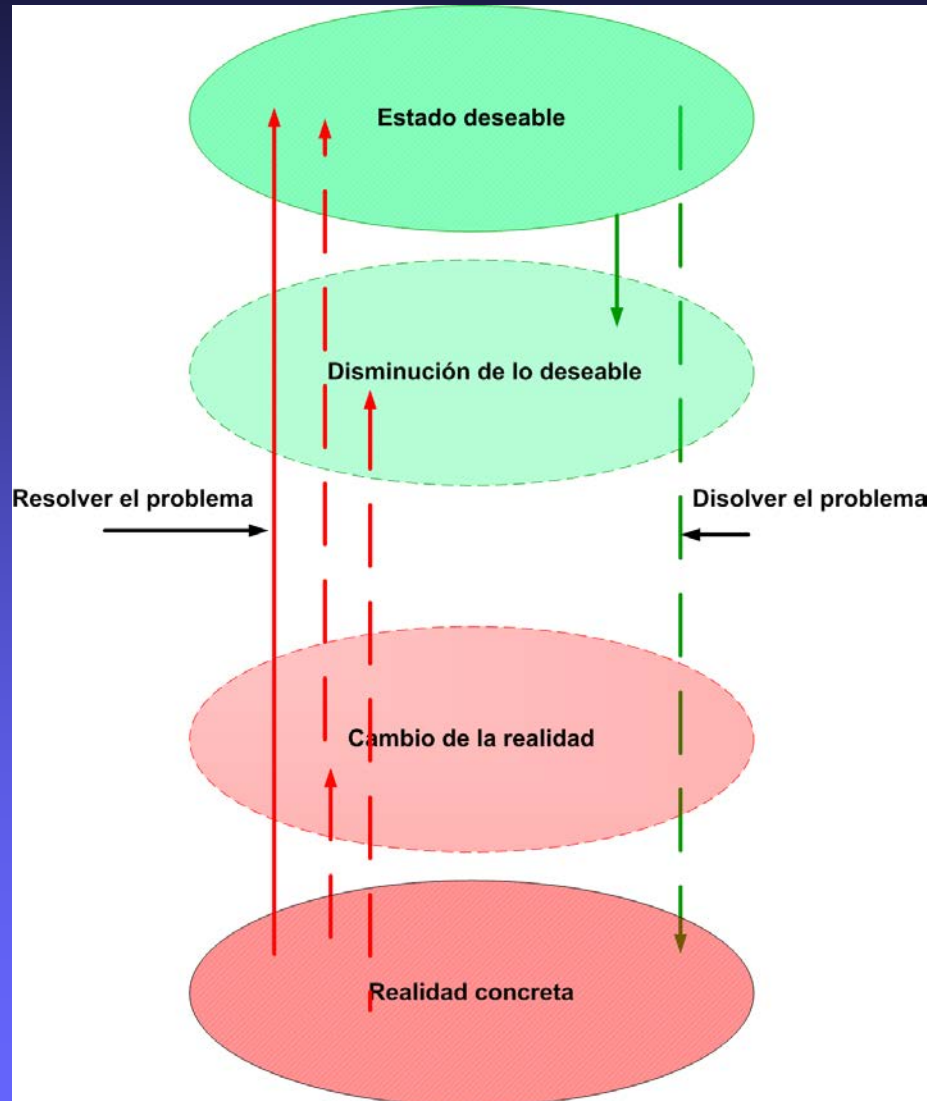 Estado deseable
Disminución de lo deseable
Resolver el problema
Disolver el problema
Cambio de la realidad
Realidad concreta